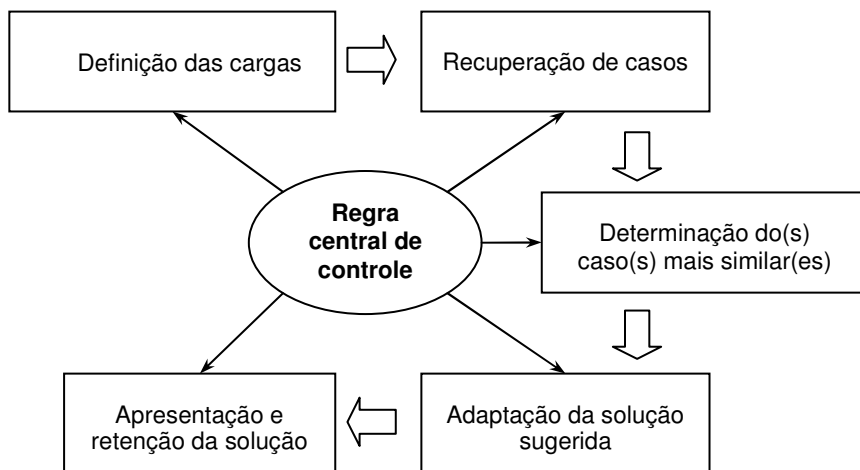 Definição das cargas
Recuperação de casos
Regra
central de
controle
Determinação do(s)
caso(s) mais similar(es)
Apresentação e
retenção da solução
Adaptação da solução
sugerida